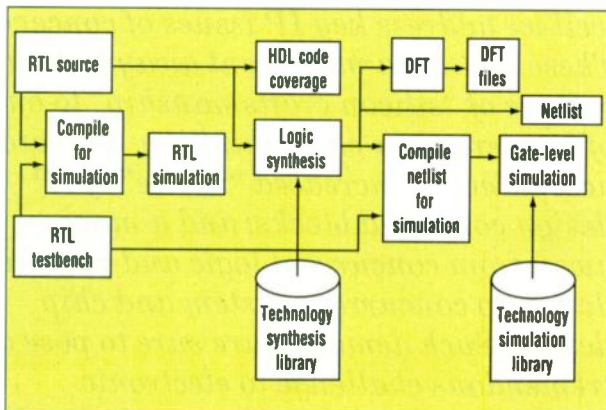 RTL source
HDL code
coverage
DFT
DFT
files
Netlist
Compile
for
simulation
RTL
simulation
Logic
synthesis
Compile
netlist
for
simulation
Gate-level
simulation
RTL
testbench
Technology
synthesis
library
Technology
simulation
library